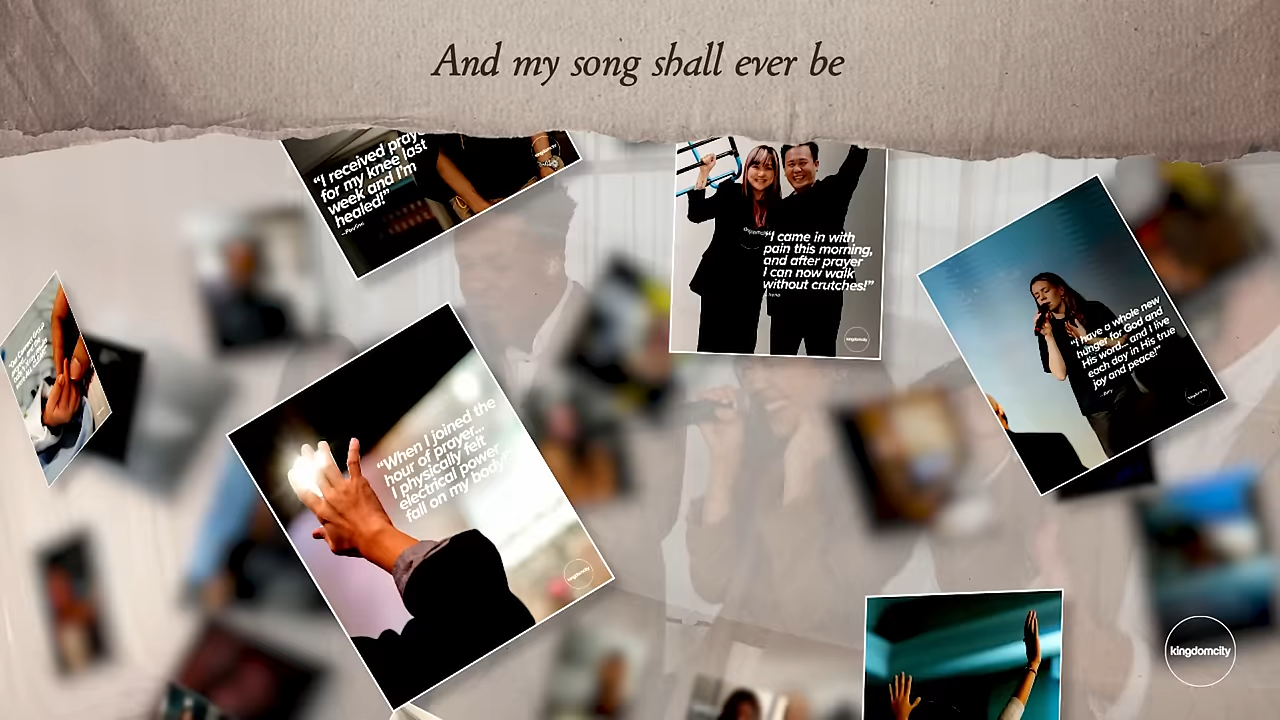 And my song shall ever be
“I received pray
for my knee last
week and I'm
healed!”
“I came in with
pain this morning,
and after prayer
I can now walk
without crutches!”
kingdomcity
“I have a whole new
hunger for God and
His word... and I live
each day in His true
joy and peace!”
“When I joined the
hour of prayer...
I physically felt
electrical power
fall on my body”
kingdomcity
kingdomcity